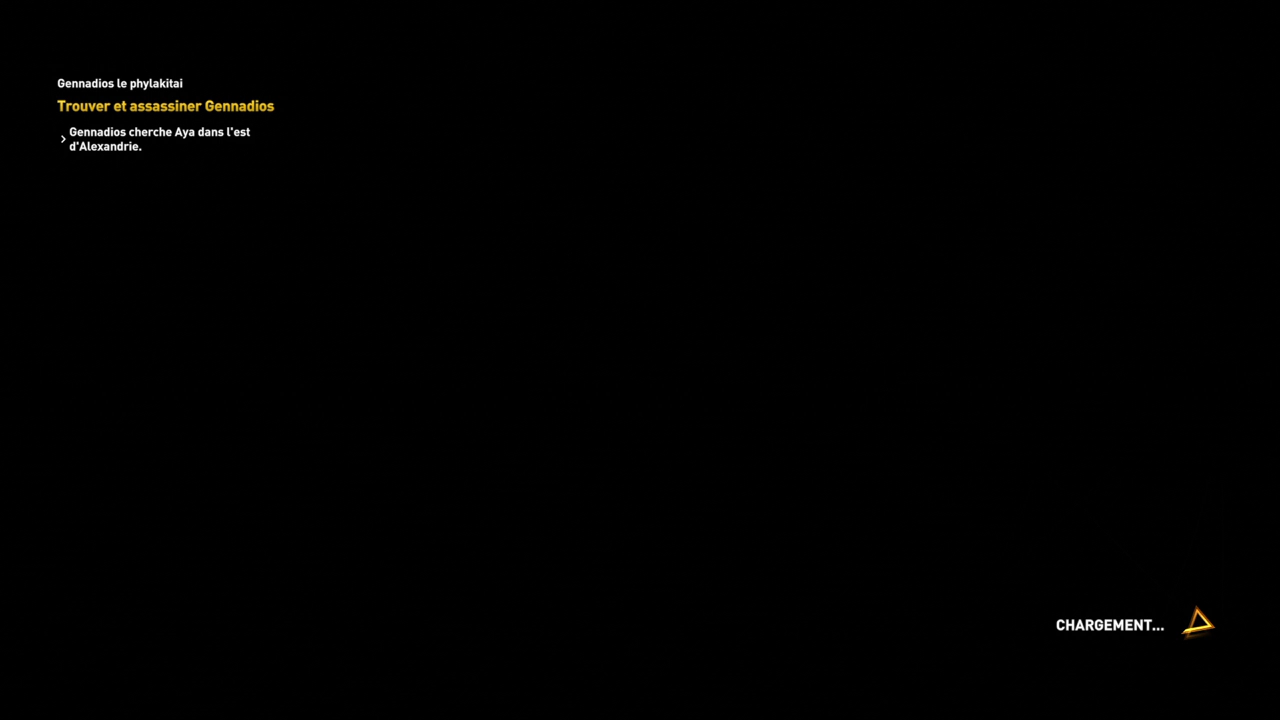 Gennadios le phylakitai
Trouver et assassiner Gennadios
Gennadios cherche Aya dans l'est
d'Alexandrie.
CHARGEMENT...